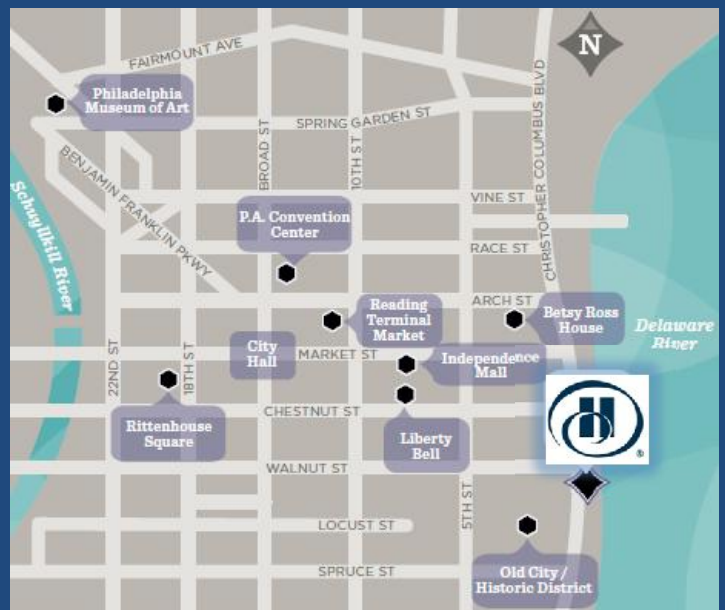 N
FAIRMOUNT AVE
Philadelphia
Museum of Art
SPRING GARDEN ST
CHRISTOPHER COLUMBUS BLVD
BROAD ST
10TH ST
BENJAMIN FRANKLIN PKWY
Schuylkill River
VINE ST
P.A. Convention
Center
RACE ST
ARCH ST
Reading
Terminal
Market
Betsy Ross
House
Delaware
River
City
Hall
MARKET ST
Independence
Mall
22ND ST
18TH ST
CHESTNUT ST
Rittenhouse
Square
Liberty
Bell
H
®
WALNUT ST
5TH ST
LOCUST ST
SPRUCE ST
Old City /
Historic District